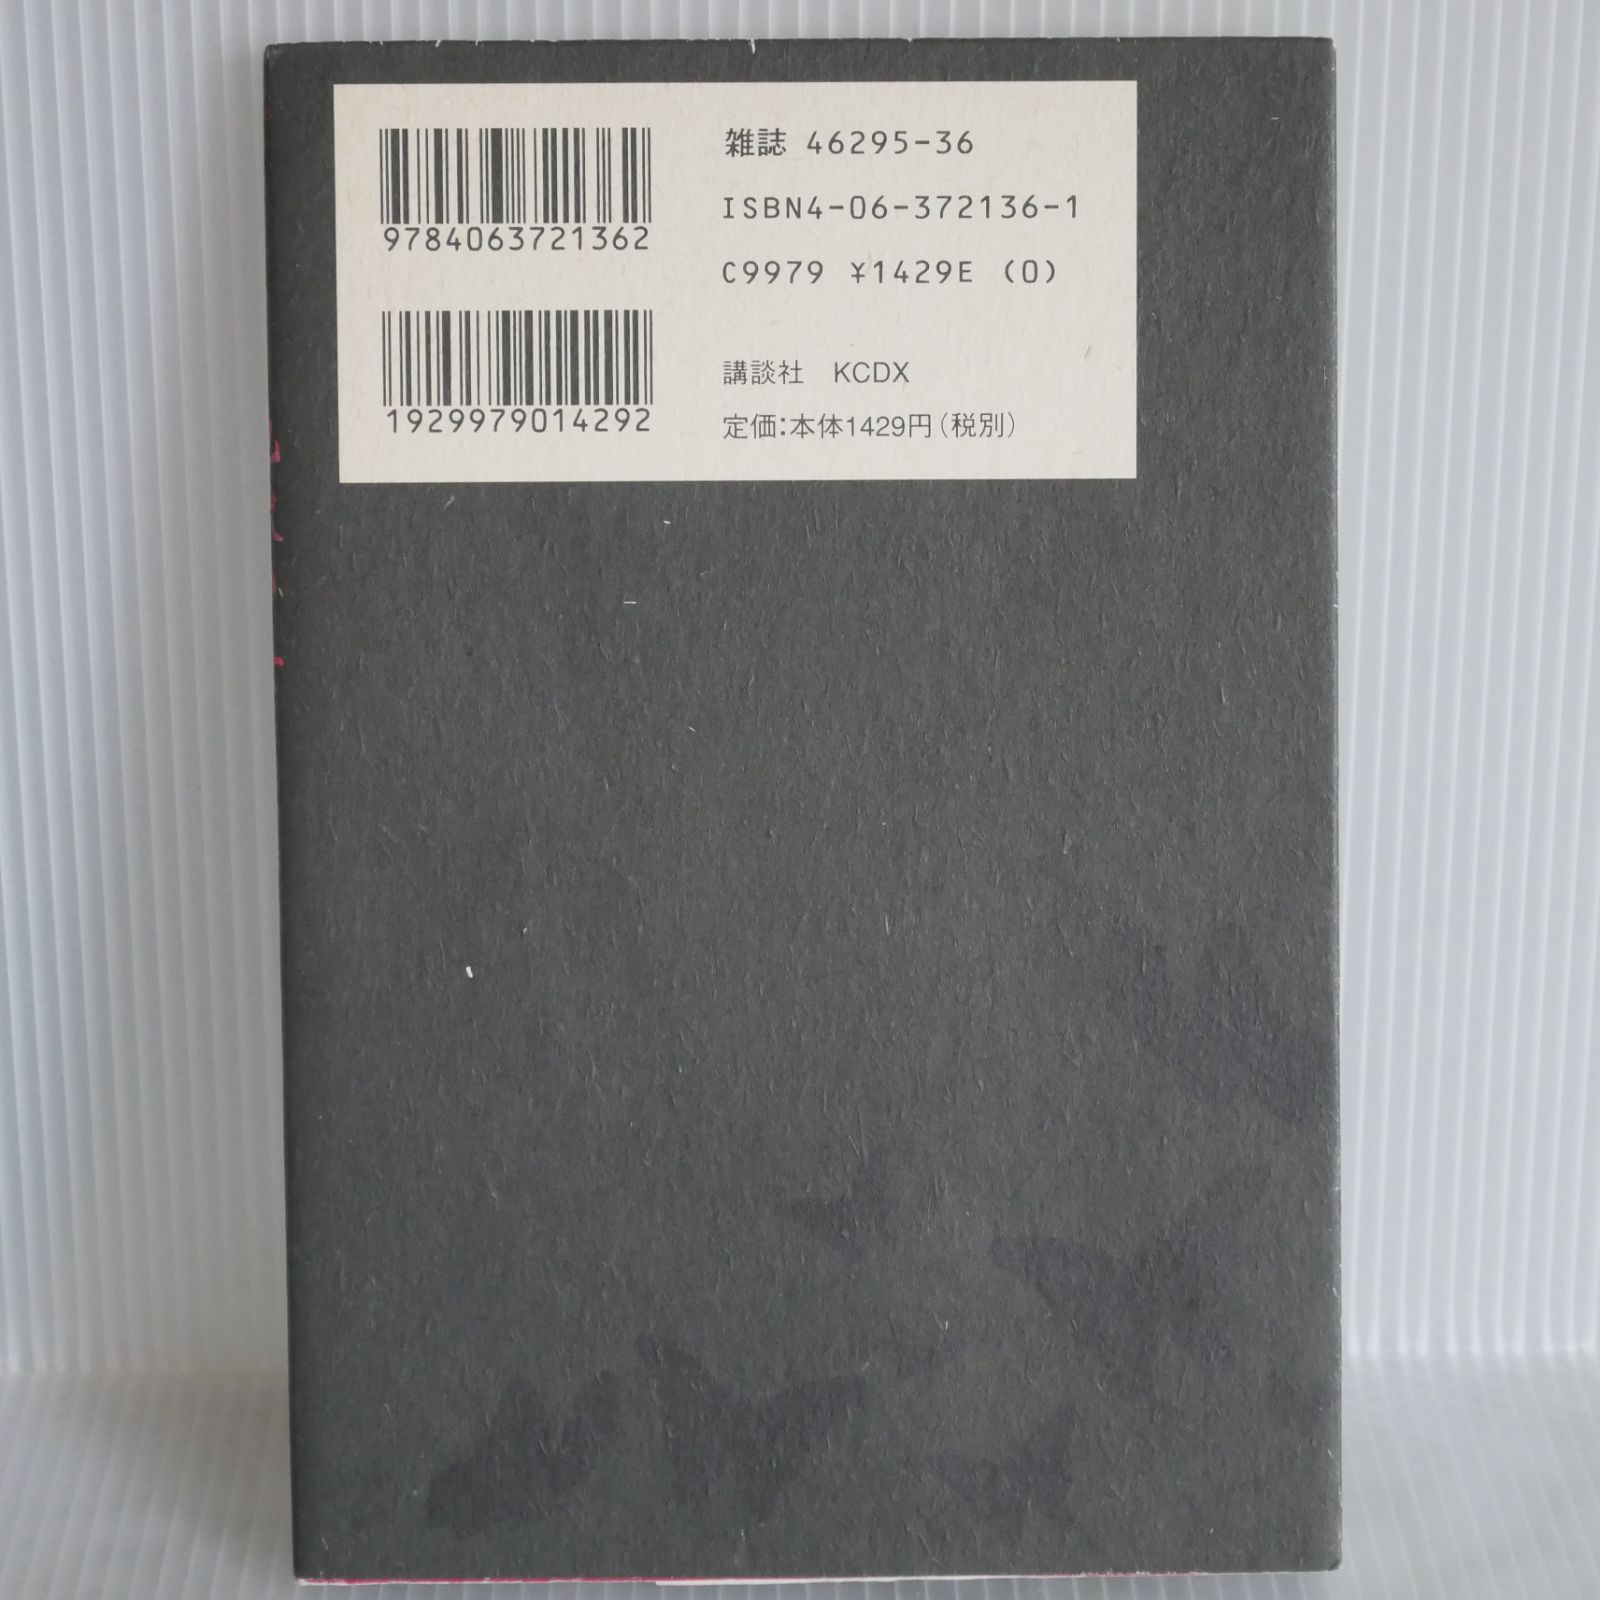 雑誌 46295-36
ISBN4-06-372136-1
C9979 ¥1429E (0)
9784063721362
1929979014292
講談社 KCDX
定価:本体1429円(税別)